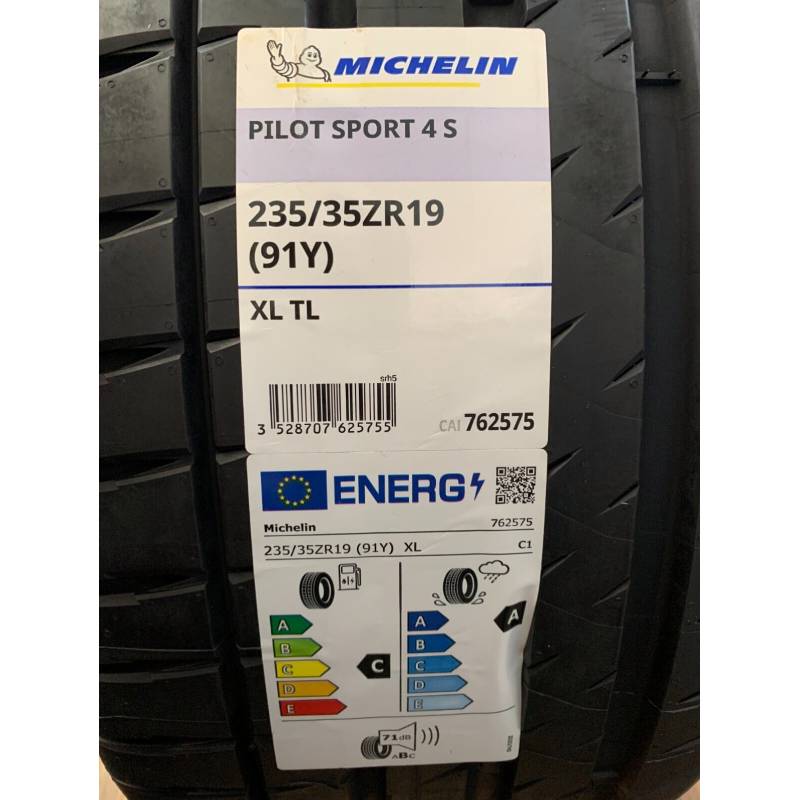 MICHELIN
PILOT SPORT 4 S
235/35ZR19
(91Y)
XL TL
srh5
3 528707 625755
CAI 762575
ENERG
Michelin 762575
235/35ZR19 (91Y) XL C1
A A
B B
C C
D D
E E
C
A
71dB
ABC